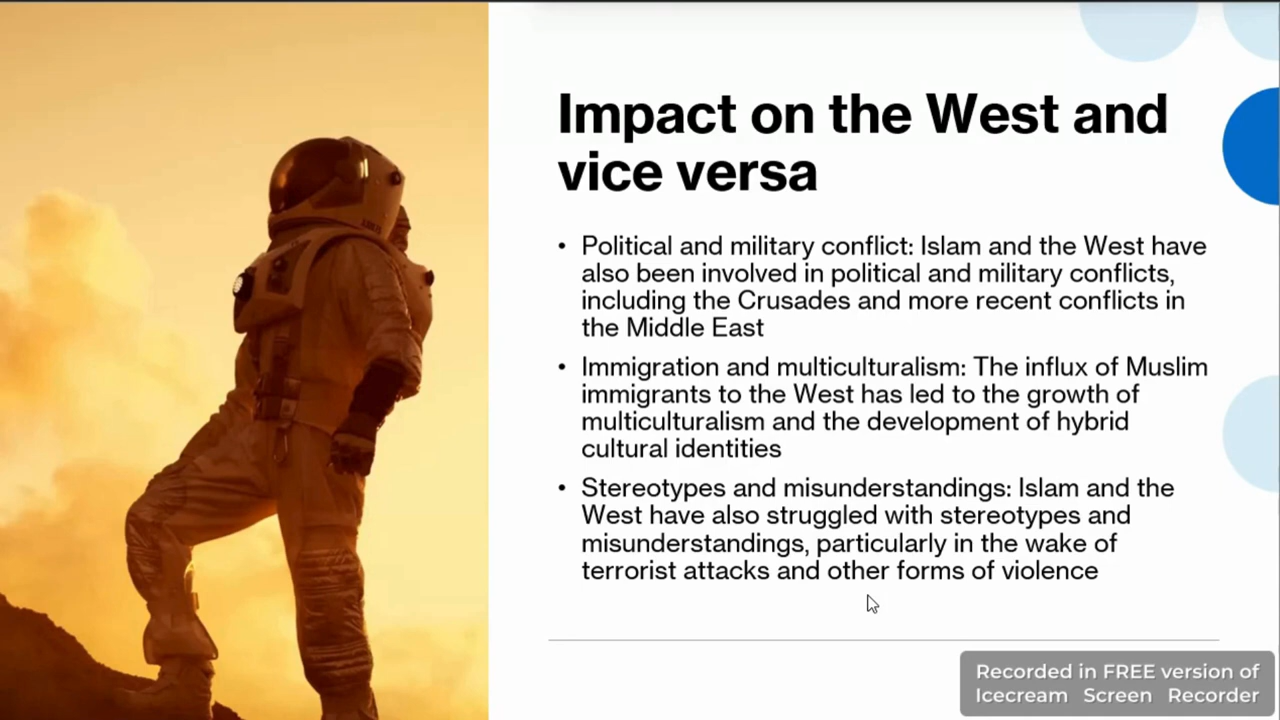 Impact on the West and
vice versa
• Political and military conflict: Islam and the West have
also been involved in political and military conflicts,
including the Crusades and more recent conflicts in
the Middle East
• Immigration and multiculturalism: The influx of Muslim
immigrants to the West has led to the growth of
multiculturalism and the development of hybrid
cultural identities
• Stereotypes and misunderstandings: Islam and the
West have also struggled with stereotypes and
misunderstandings, particularly in the wake of
terrorist attacks and other forms of violence
Recorded in FREE version of
Icecream Screen Recorder